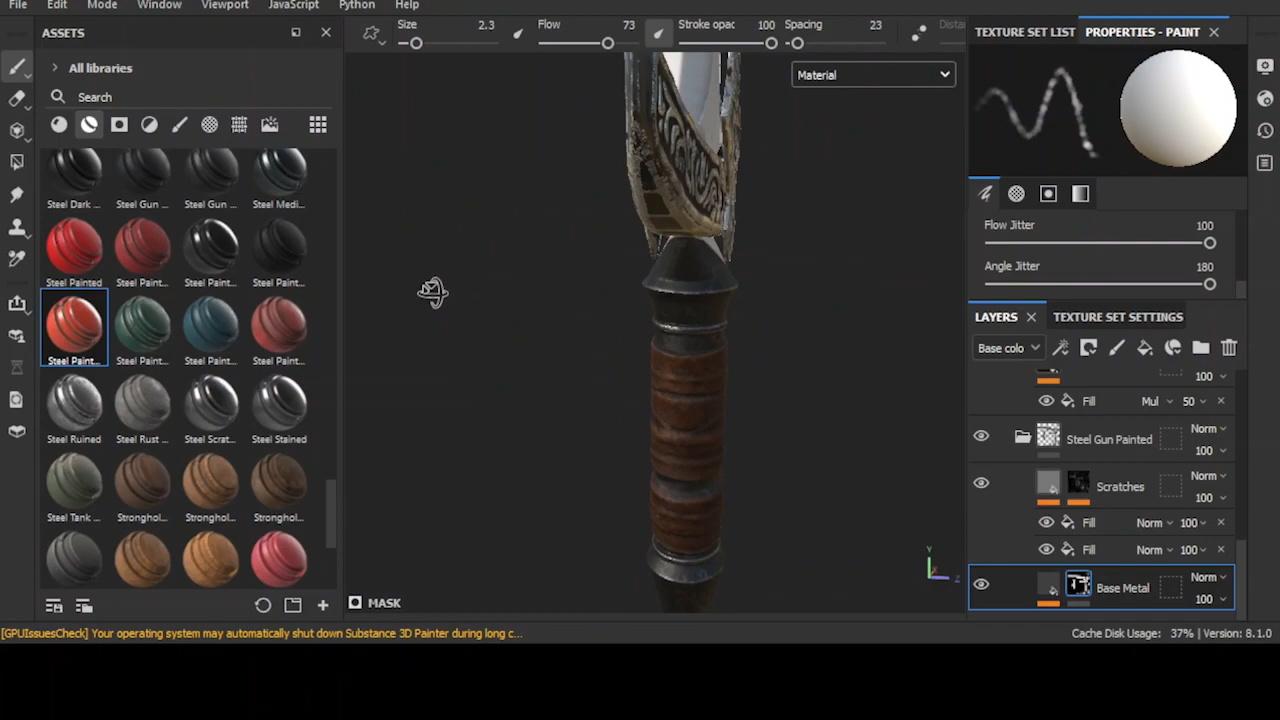 File Edit Mode Window Viewport JavaScript Python Help
ASSETS
All libraries
Search
Steel Dark ... Steel Gun ... Steel Gun ... Steel Medi...
Steel Painted Steel Paint... Steel Paint... Steel Paint...
Steel Paint... Steel Paint... Steel Paint... Steel Paint...
Steel Ruined Steel Rust ... Steel Scrat... Steel Stained
Steel Tank ... Stronghol... Stronghol... Stronghol...
Size 2.3 Flow 73 Stroke opac 100 Spacing 23 Distan
Material
MASK
TEXTURE SET LIST PROPERTIES - PAINT
Flow Jitter 100
Angle Jitter 180
LAYERS TEXTURE SET SETTINGS
Base colo
100
Fill Mul 50
Steel Gun Painted Norm
100
Scratches Norm
100
Fill Norm 100
Fill Norm 100
Base Metal Norm
100
Y
Z
[GPUIssuesCheck] Your operating system may automatically shut down Substance 3D Painter during long c...
Cache Disk Usage: 37% | Version: 8.1.0